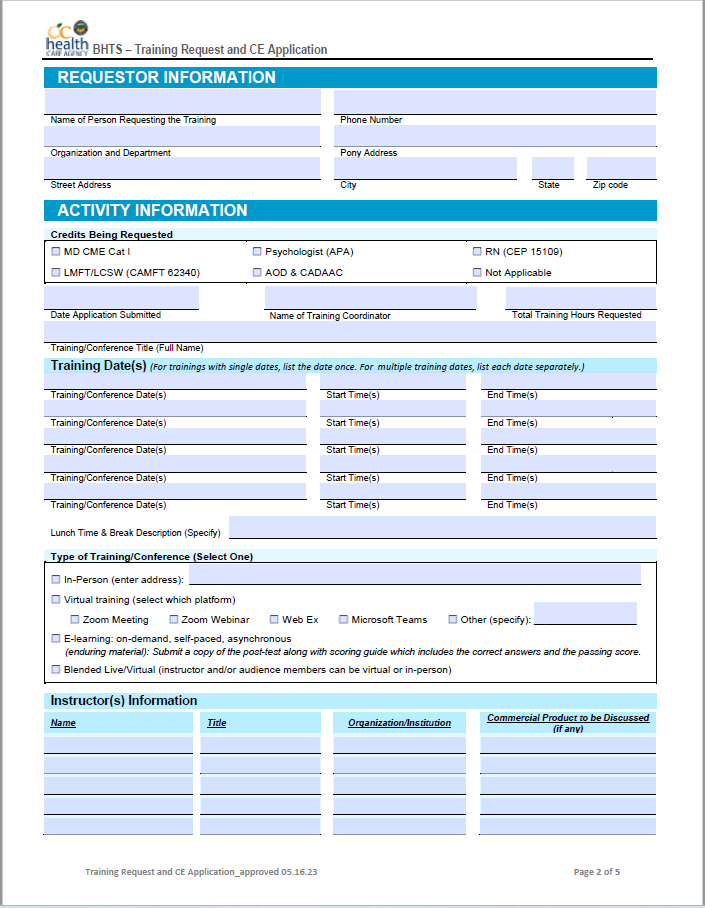 OC
health
CARE AGENCY
BHTS – Training Request and CE Application
REQUESTOR INFORMATION
Name of Person Requesting the Training Phone Number
Organization and Department Pony Address
Street Address City State Zip code
ACTIVITY INFORMATION
Credits Being Requested
MD CME Cat I Psychologist (APA) RN (CEP 15109)
LMFT/LCSW (CAMFT 62340) AOD & CADAAC Not Applicable
Date Application Submitted Name of Training Coordinator Total Training Hours Requested
Training/Conference Title (Full Name)
Training Date(s) (For trainings with single dates, list the date once. For multiple training dates, list each date separately.)
Training/Conference Date(s) Start Time(s) End Time(s)
Training/Conference Date(s) Start Time(s) End Time(s)
Training/Conference Date(s) Start Time(s) End Time(s)
Training/Conference Date(s) Start Time(s) End Time(s)
Training/Conference Date(s) Start Time(s) End Time(s)
Lunch Time & Break Description (Specify)
Type of Training/Conference (Select One)
In-Person (enter address):
Virtual training (select which platform)
Zoom Meeting Zoom Webinar Web Ex Microsoft Teams Other (specify):
E-learning: on-demand, self-paced, asynchronous
(enduring material): Submit a copy of the post-test along with scoring guide which includes the correct answers and the passing score.
Blended Live/Virtual (instructor and/or audience members can be virtual or in-person)
Instructor(s) Information
Name Title Organization/Institution Commercial Product to be Discussed
(if any)
Training Request and CE Application_approved 05.16.23 Page 2 of 5